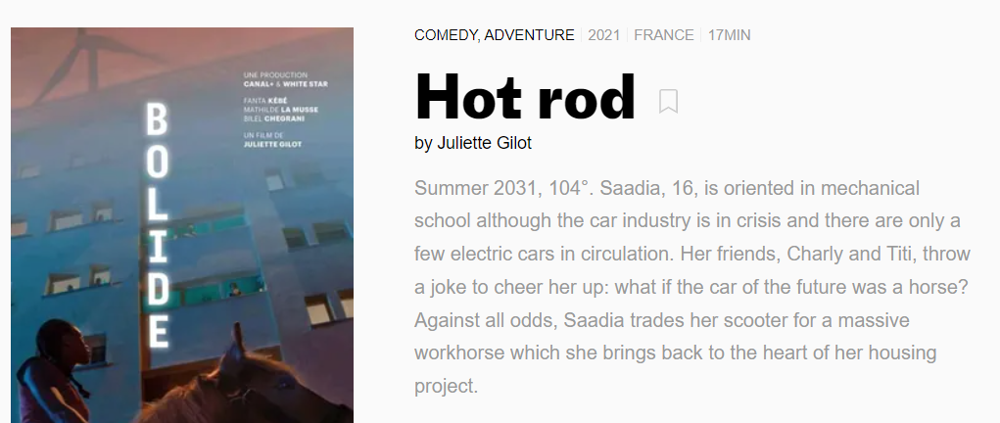 UNE PRODUCTION
CANAL+ & WHITE STAR
FANTA KÉBÉ
MATHILDE LA MUSSE
BILEL CHEGRANI
UN FILM DE
JULIETTE GILOT
BOLIDE
COMEDY, ADVENTURE 2021 FRANCE 17MIN
Hot rod
by Juliette Gilot
Summer 2031, 104°. Saadia, 16, is oriented in mechanical
school although the car industry is in crisis and there are only a
few electric cars in circulation. Her friends, Charly and Titi, throw
a joke to cheer her up: what if the car of the future was a horse?
Against all odds, Saadia trades her scooter for a massive
workhorse which she brings back to the heart of her housing
project.